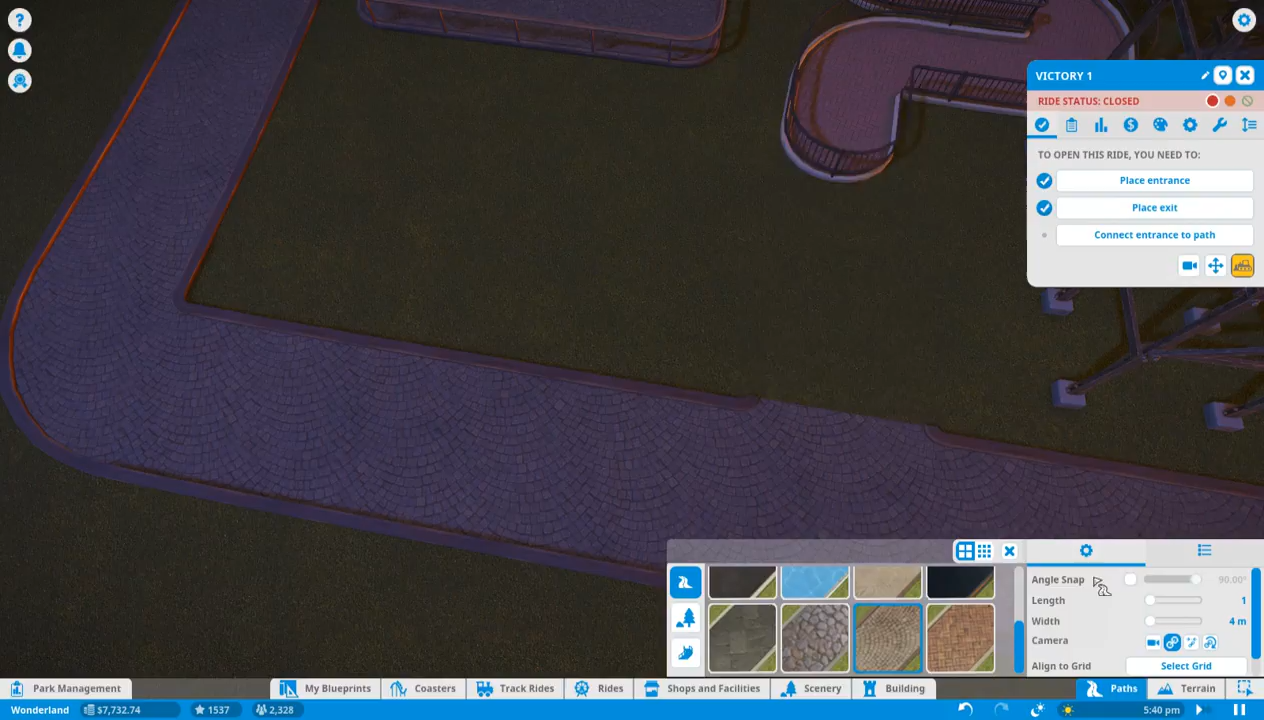 ?
VICTORY 1
RIDE STATUS: CLOSED
TO OPEN THIS RIDE, YOU NEED TO:
Place entrance
Place exit
Connect entrance to path
Angle Snap 90.00°
Length 1
Width 4 m
Camera
Align to Grid Select Grid
Park Management My Blueprints Coasters Track Rides Rides Shops and Facilities Scenery Building Paths Terrain
Wonderland $7,732.74 1537 2,328 5:40 pm